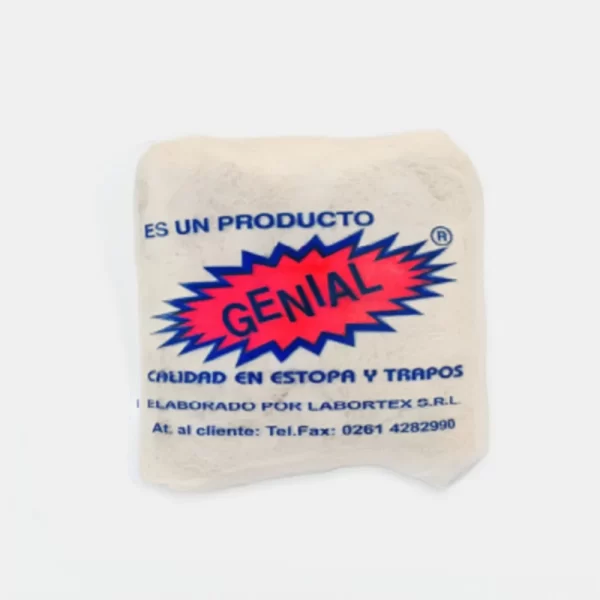 ES UN PRODUCTO
GENIAL ®
CALIDAD EN ESTOPA Y TRAPOS
ELABORADO POR LABORTEX S.R.L
At. al cliente: Tel.Fax: 0261 4282990